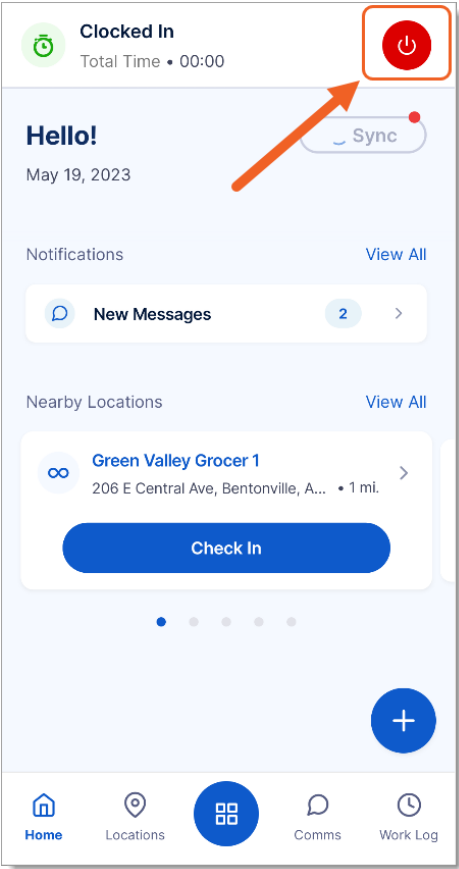 Clocked In
Total Time • 00:00
Hello!
Sync
May 19, 2023
Notifications
View All
New Messages
2
Nearby Locations
View All
Green Valley Grocer 1
206 E Central Ave, Bentonville, A... • 1 mi.
Check In
Home
Locations
Comms
Work Log